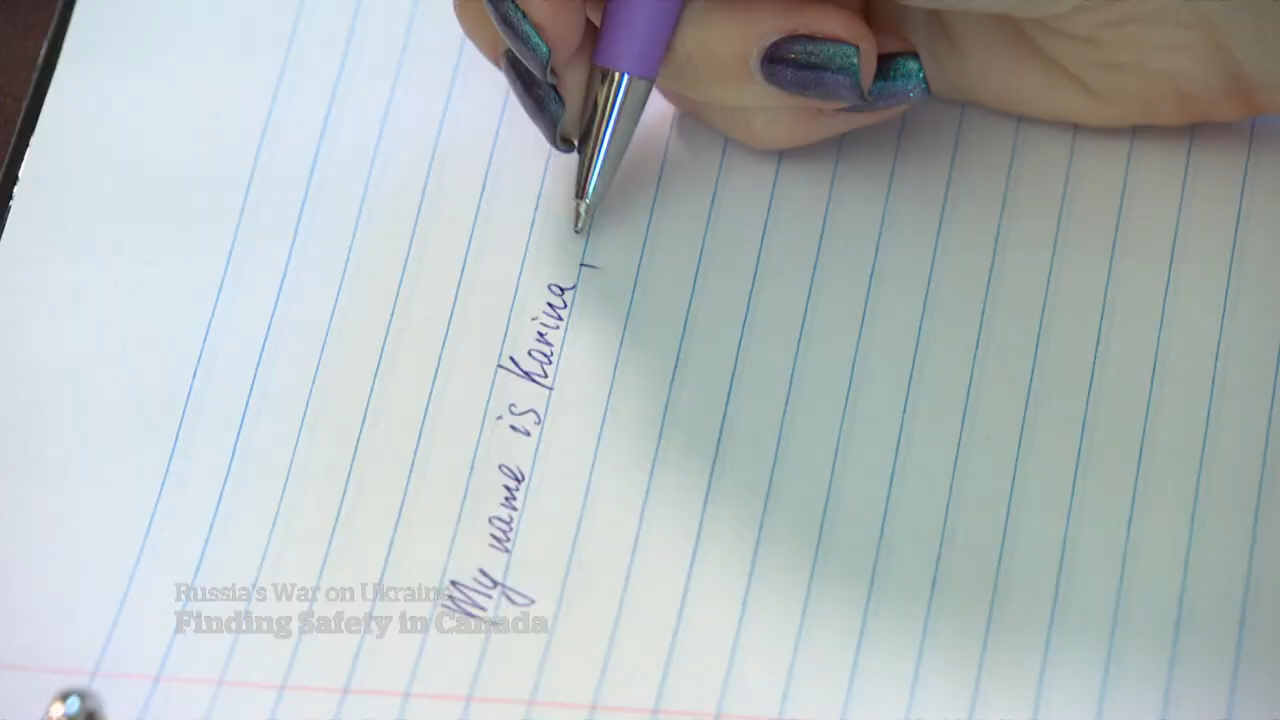 My name is Karina,
Russia's War on Ukraine
Finding Safety in Canada